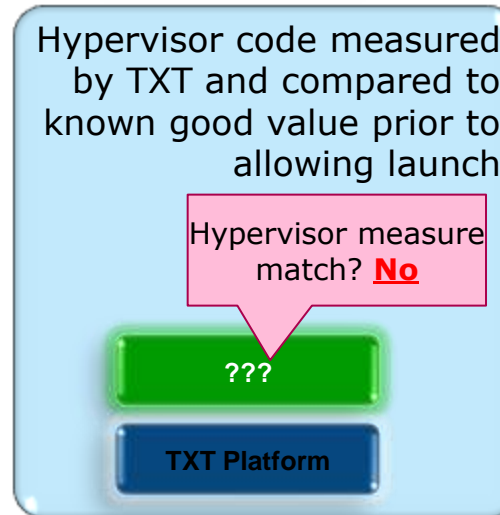 Hypervisor code measured
by TXT and compared to
known good value prior to
allowing launch
Hypervisor measure
match? No
???
TXT Platform